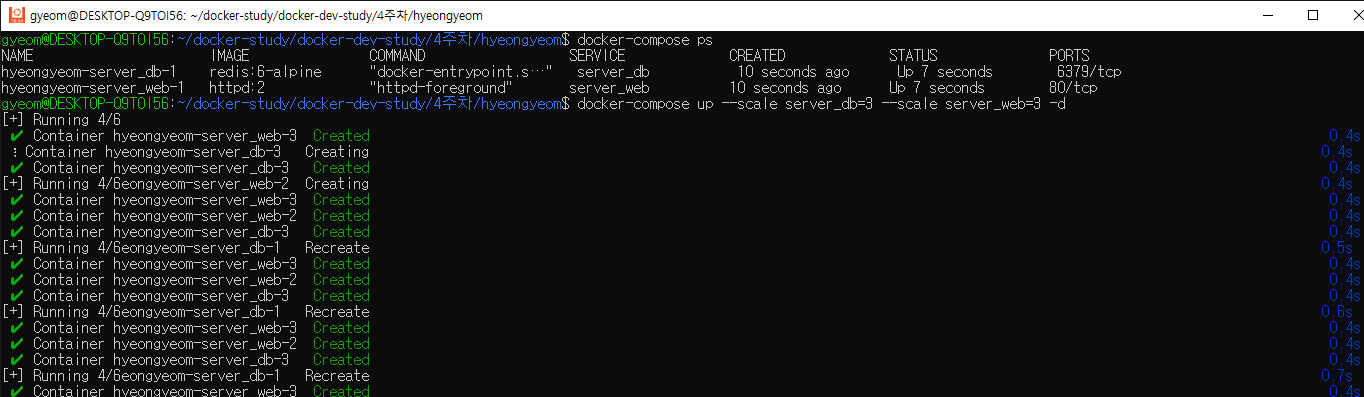 gyeom@DESKTOP-Q9TOI56: ~/docker-study/docker-dev-study/4주차/hyeongyeom
gyeom@DESKTOP-Q9TOI56:~/docker-study/docker-dev-study/4주차/hyeongyeom$ docker-compose ps
NAME IMAGE COMMAND SERVICE CREATED STATUS PORTS
hyeongyeom-server_db-1 redis:6-alpine "docker-entrypoint.s…" server_db 10 seconds ago Up 7 seconds 6379/tcp
hyeongyeom-server_web-1 httpd:2 "httpd-foreground" server_web 10 seconds ago Up 7 seconds 80/tcp
gyeom@DESKTOP-Q9TOI56:~/docker-study/docker-dev-study/4주차/hyeongyeom$ docker-compose up --scale server_db=3 --scale server_web=3 -d
[+] Running 4/6
✔ Container hyeongyeom-server_web-3 Created 0.4s
⠸ Container hyeongyeom-server_db-3 Creating 0.4s
✔ Container hyeongyeom-server_db-3 Created 0.4s
[+] Running 4/6eongyeom-server_web-2 Creating 0.4s
✔ Container hyeongyeom-server_web-3 Created 0.4s
✔ Container hyeongyeom-server_web-2 Created 0.4s
✔ Container hyeongyeom-server_db-3 Created 0.4s
[+] Running 4/6eongyeom-server_db-1 Recreate 0.5s
✔ Container hyeongyeom-server_web-3 Created 0.4s
✔ Container hyeongyeom-server_web-2 Created 0.4s
✔ Container hyeongyeom-server_db-3 Created 0.4s
[+] Running 4/6eongyeom-server_db-1 Recreate 0.6s
✔ Container hyeongyeom-server_web-3 Created 0.4s
✔ Container hyeongyeom-server_web-2 Created 0.4s
✔ Container hyeongyeom-server_db-3 Created 0.4s
[+] Running 4/6eongyeom-server_db-1 Recreate 0.7s
✔ Container hyeongyeom-server_web-3 Created 0.4s